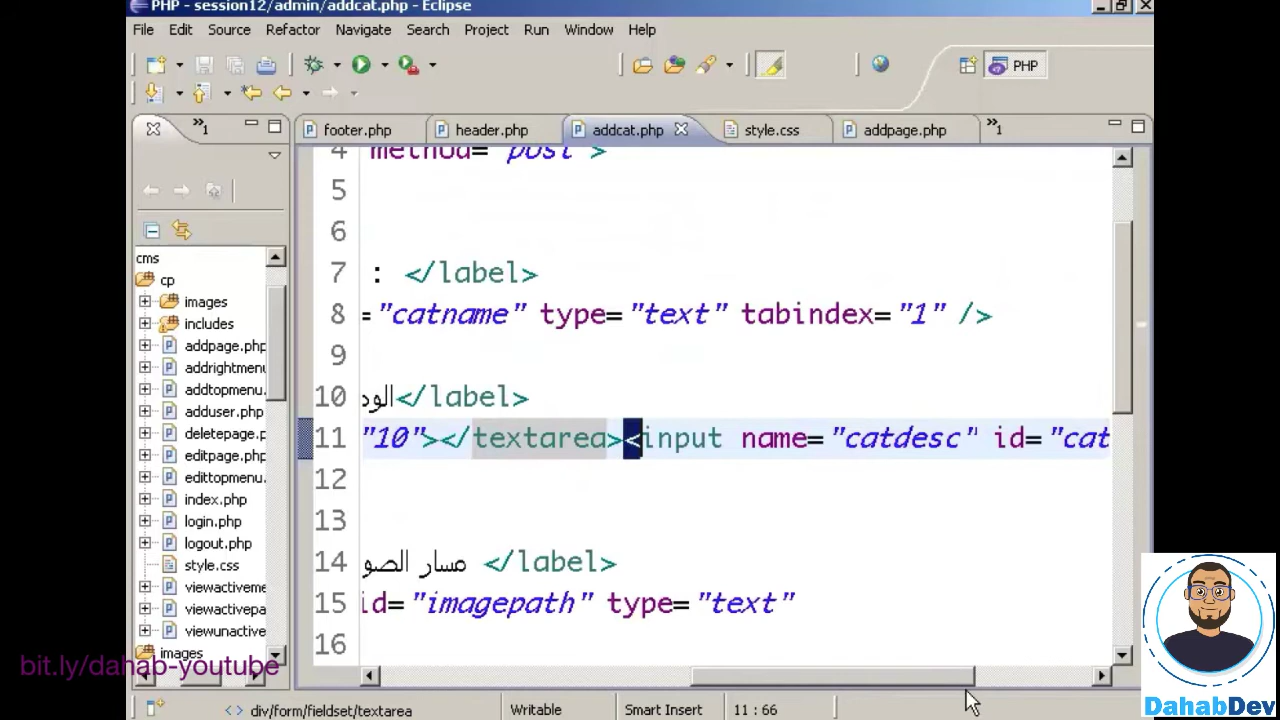 PHP - session12/admin/addcat.php - Eclipse
File Edit Source Refactor Navigate Search Project Run Window Help
PHP
»1
footer.php header.php addcat.php style.css addpage.php »1
cms
cp
images
includes
addpage.php
addrightmenu
addtopmenu.
adduser.php
deletepage.p
editpage.php
edittopmenu
index.php
login.php
logout.php
style.css
viewactiveme
viewactivepa
viewunactive
images
4 method="post">
5
6
7 : </label>
8 ="catname" type="text" tabindex="1" />
9
10 الود</label>
11 "10"></textarea><input name="catdesc" id="cat
12
13
14 مسار الصو </label>
15 id="imagepath" type="text"
16
bit.ly/dahab-youtube
div/form/fieldset/textarea Writable Smart Insert 11 : 66
DahabDev